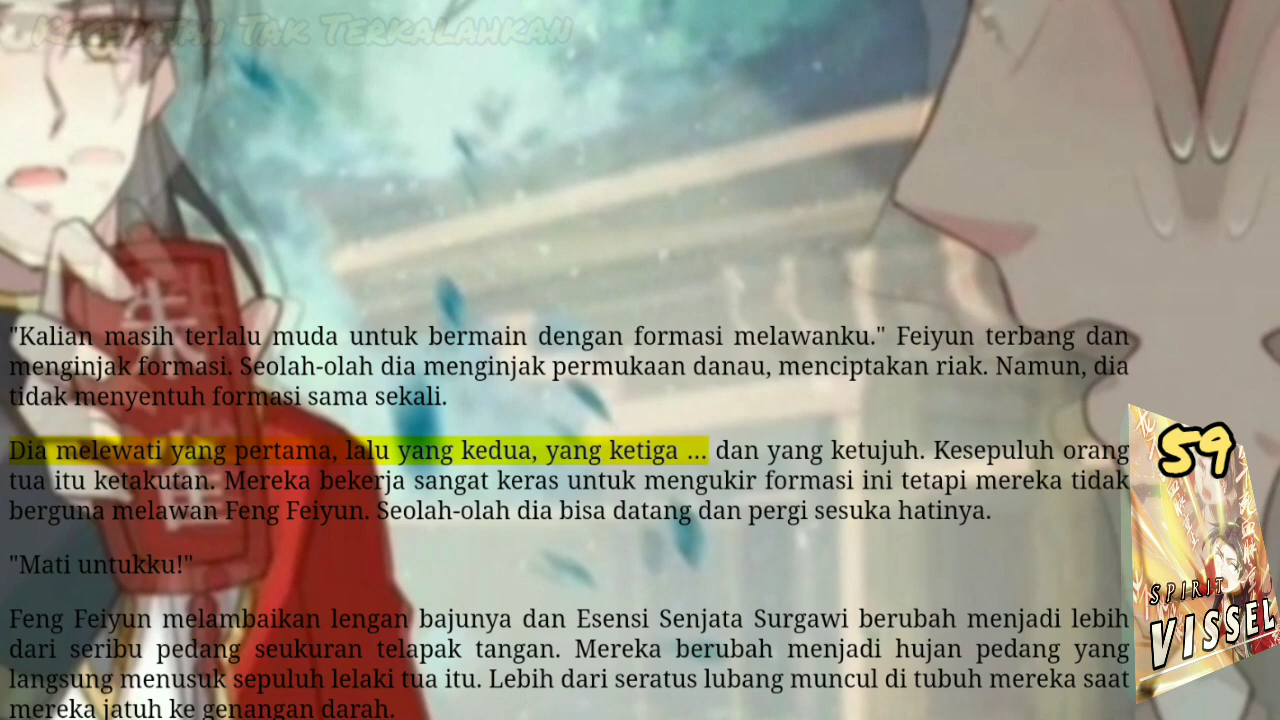 Kecepatan Tak Terkalahkan
"Kalian masih terlalu muda untuk bermain dengan formasi melawanku." Feiyun terbang dan
menginjak formasi. Seolah-olah dia menginjak permukaan danau, menciptakan riak. Namun, dia
tidak menyentuh formasi sama sekali.
Dia melewati yang pertama, lalu yang kedua, yang ketiga ... dan yang ketujuh. Kesepuluh orang
tua itu ketakutan. Mereka bekerja sangat keras untuk mengukir formasi ini tetapi mereka tidak
berguna melawan Feng Feiyun. Seolah-olah dia bisa datang dan pergi sesuka hatinya.
"Mati untukku!"
Feng Feiyun melambaikan lengan bajunya dan Esensi Senjata Surgawi berubah menjadi lebih
dari seribu pedang seukuran telapak tangan. Mereka berubah menjadi hujan pedang yang
langsung menusuk sepuluh lelaki tua itu. Lebih dari seratus lubang muncul di tubuh mereka saat
mereka jatuh ke genangan darah.
59
SPIRIT
VISSEL